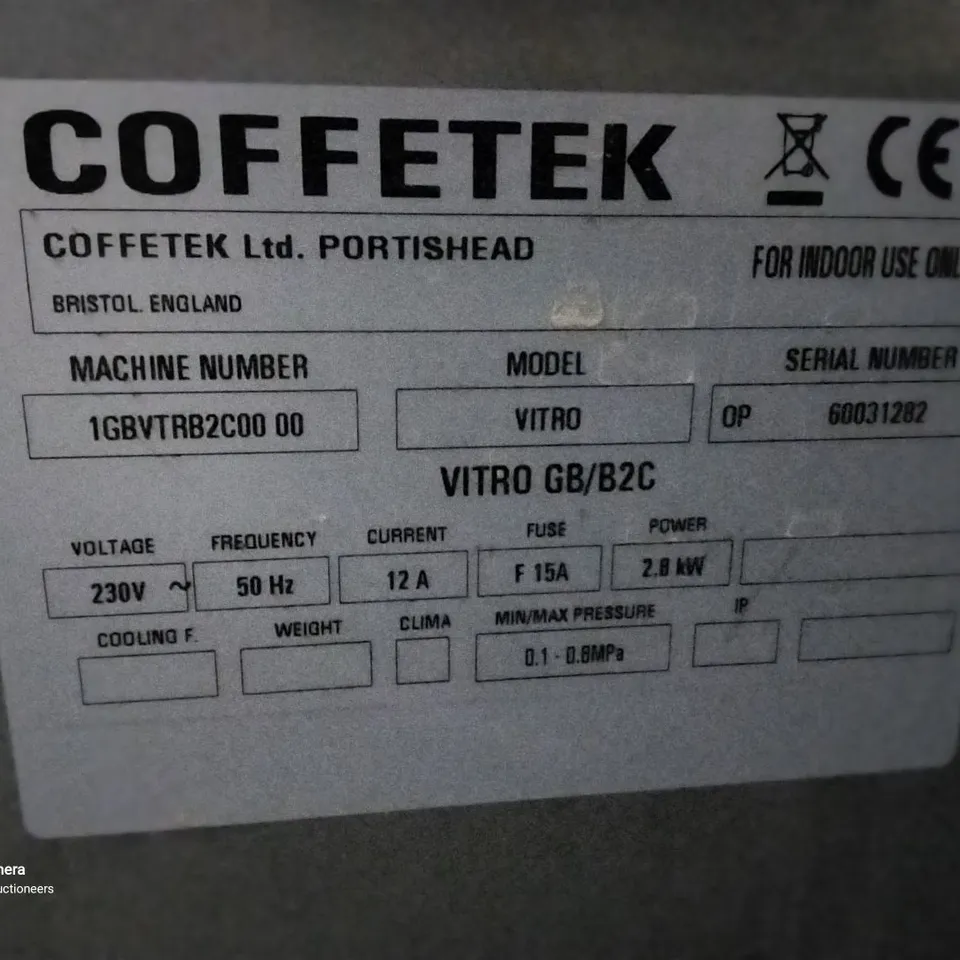 COFFETEK
CE
COFFETEK Ltd. PORTISHEAD
FOR INDOOR USE ONL
BRISTOL. ENGLAND
MACHINE NUMBER MODEL SERIAL NUMBER
1GBVTRB2C00 00 VITRO OP 60031282
VITRO GB/B2C
VOLTAGE FREQUENCY CURRENT FUSE POWER
230V ~ 50 Hz 12 A F 15A 2.8 kW
COOLING F. WEIGHT CLIMA MIN/MAX PRESSURE IP
0.1 - 0.8MPa
nera
uctioneers